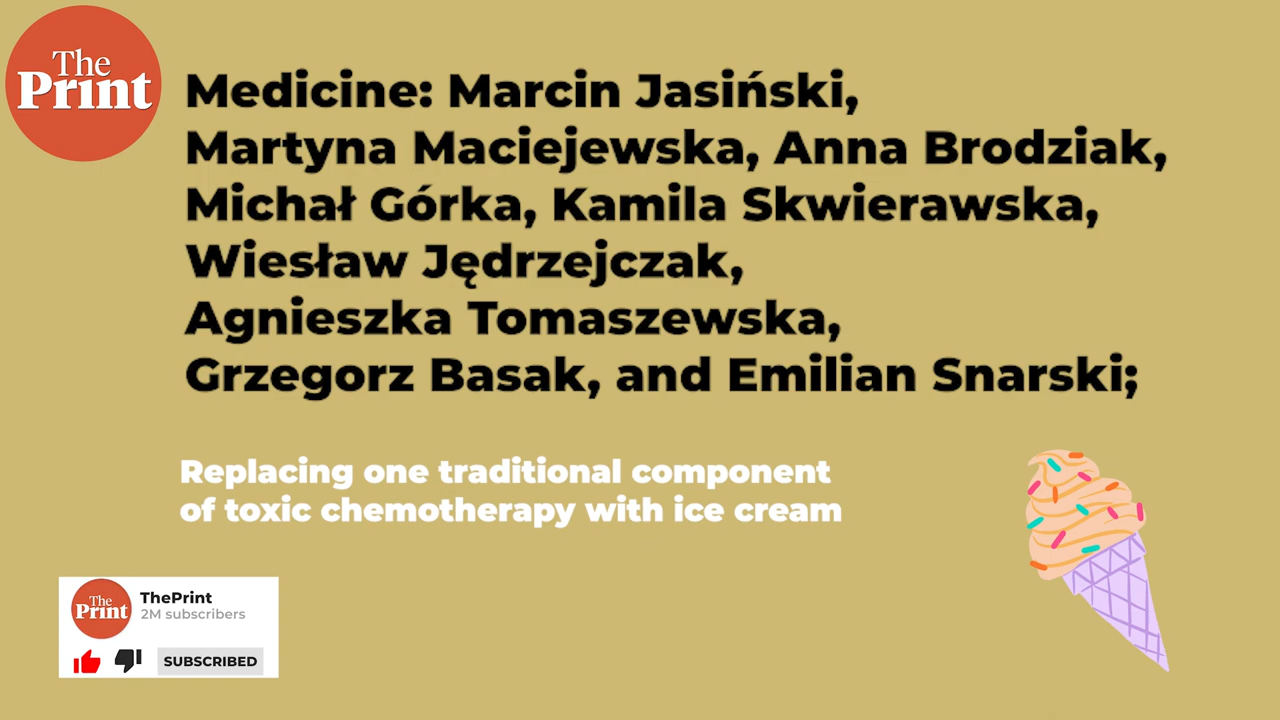 The
Print
Medicine: Marcin Jasiński,
Martyna Maciejewska, Anna Brodziak,
Michał Górka, Kamila Skwierawska,
Wiesław Jędrzejczak,
Agnieszka Tomaszewska,
Grzegorz Basak, and Emilian Snarski;
Replacing one traditional component
of toxic chemotherapy with ice cream
The
Print
ThePrint
2M subscribers
SUBSCRIBED